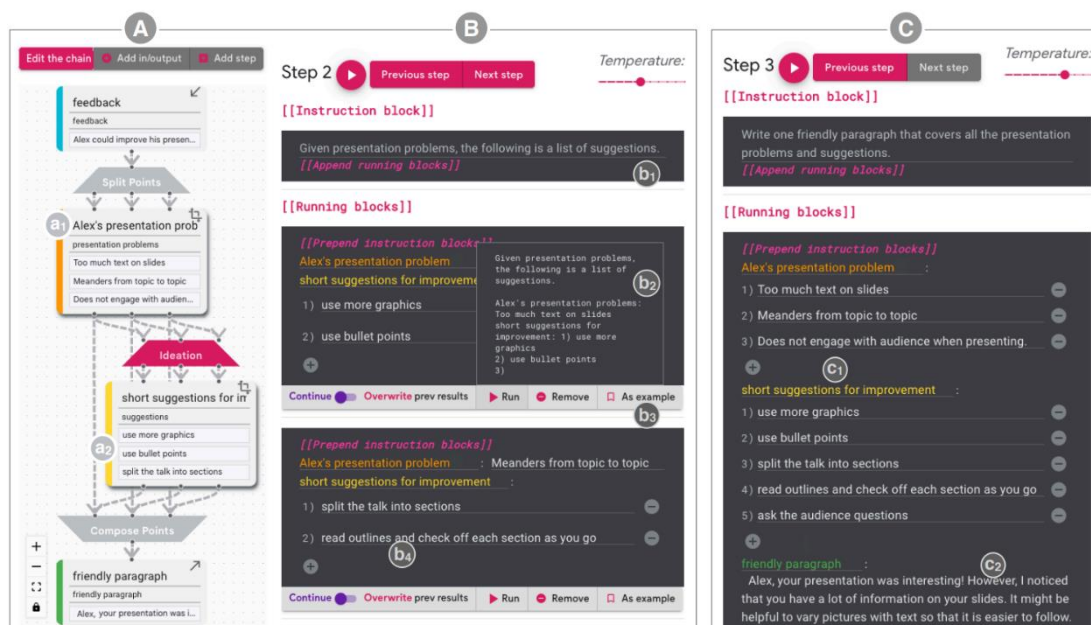 A
Edit the chain
Add in/output
Add step
feedback
feedback
Alex could improve his presen...
Split Points
a1
Alex's presentation prob
presentation problems
Too much text on slides
Meanders from topic to topic
Does not engage with audien...
Ideation
short suggestions for im
suggestions
a2
use more graphics
use bullet points
split the talk into sections
Compose Points
friendly paragraph
friendly paragraph
Alex, your presentation was i...
B
Step 2
Previous step
Next step
Temperature:
[[Instruction block]]
Given presentation problems, the following is a list of suggestions.
[[Append running blocks]]
b1
[[Running blocks]]
[[Prepend instruction blocks]]
Alex's presentation problem
short suggestions for improveme
1) use more graphics
2) use bullet points
Given presentation problems,
the following is a list of
suggestions.
b2
Alex's presentation problems:
Too much text on slides
short suggestions for
improvement: 1) use more
graphics
2) use bullet points
3)
Continue Overwrite prev results Run Remove As example
b3
[[Prepend instruction blocks]]
Alex's presentation problem : Meanders from topic to topic
short suggestions for improvement :
1) split the talk into sections
2) read outlines and check off each section as you go
b4
Continue Overwrite prev results Run Remove As example
C
Step 3
Previous step
Next step
Temperature:
[[Instruction block]]
Write one friendly paragraph that covers all the presentation
problems and suggestions.
[[Append running blocks]]
[[Running blocks]]
[[Prepend instruction blocks]]
Alex's presentation problem :
1) Too much text on slides
2) Meanders from topic to topic
3) Does not engage with audience when presenting.
c1
short suggestions for improvement :
1) use more graphics
2) use bullet points
3) split the talk into sections
4) read outlines and check off each section as you go
5) ask the audience questions
friendly paragraph :
c2
Alex, your presentation was interesting! However, I noticed
that you have a lot of information on your slides. It might be
helpful to vary pictures with text so that it is easier to follow.